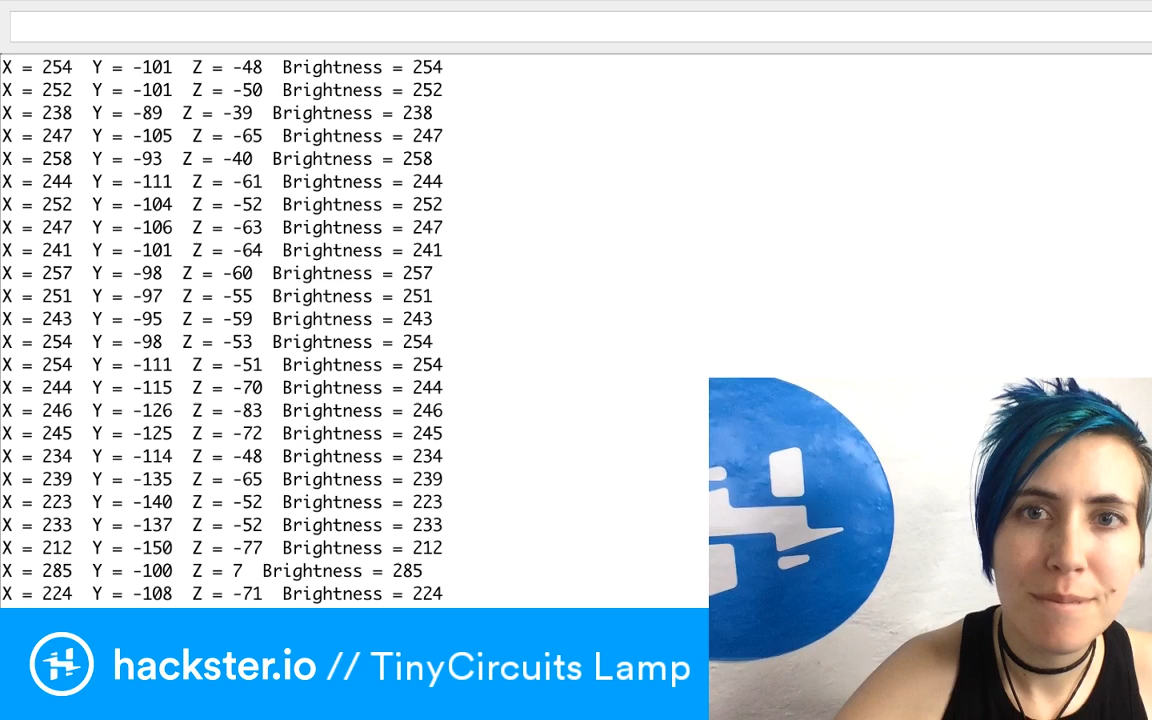 X = 254  Y = -101  Z = -48  Brightness = 254
X = 252  Y = -101  Z = -50  Brightness = 252
X = 238  Y = -89  Z = -39  Brightness = 238
X = 247  Y = -105  Z = -65  Brightness = 247
X = 258  Y = -93  Z = -40  Brightness = 258
X = 244  Y = -111  Z = -61  Brightness = 244
X = 252  Y = -104  Z = -52  Brightness = 252
X = 247  Y = -106  Z = -63  Brightness = 247
X = 241  Y = -101  Z = -64  Brightness = 241
X = 257  Y = -98  Z = -60  Brightness = 257
X = 251  Y = -97  Z = -55  Brightness = 251
X = 243  Y = -95  Z = -59  Brightness = 243
X = 254  Y = -98  Z = -53  Brightness = 254
X = 254  Y = -111  Z = -51  Brightness = 254
X = 244  Y = -115  Z = -70  Brightness = 244
X = 246  Y = -126  Z = -83  Brightness = 246
X = 245  Y = -125  Z = -72  Brightness = 245
X = 234  Y = -114  Z = -48  Brightness = 234
X = 239  Y = -135  Z = -65  Brightness = 239
X = 223  Y = -140  Z = -52  Brightness = 223
X = 233  Y = -137  Z = -52  Brightness = 233
X = 212  Y = -150  Z = -77  Brightness = 212
X = 285  Y = -100  Z = 7  Brightness = 285
X = 224  Y = -108  Z = -71  Brightness = 224
hackster.io // TinyCircuits Lamp